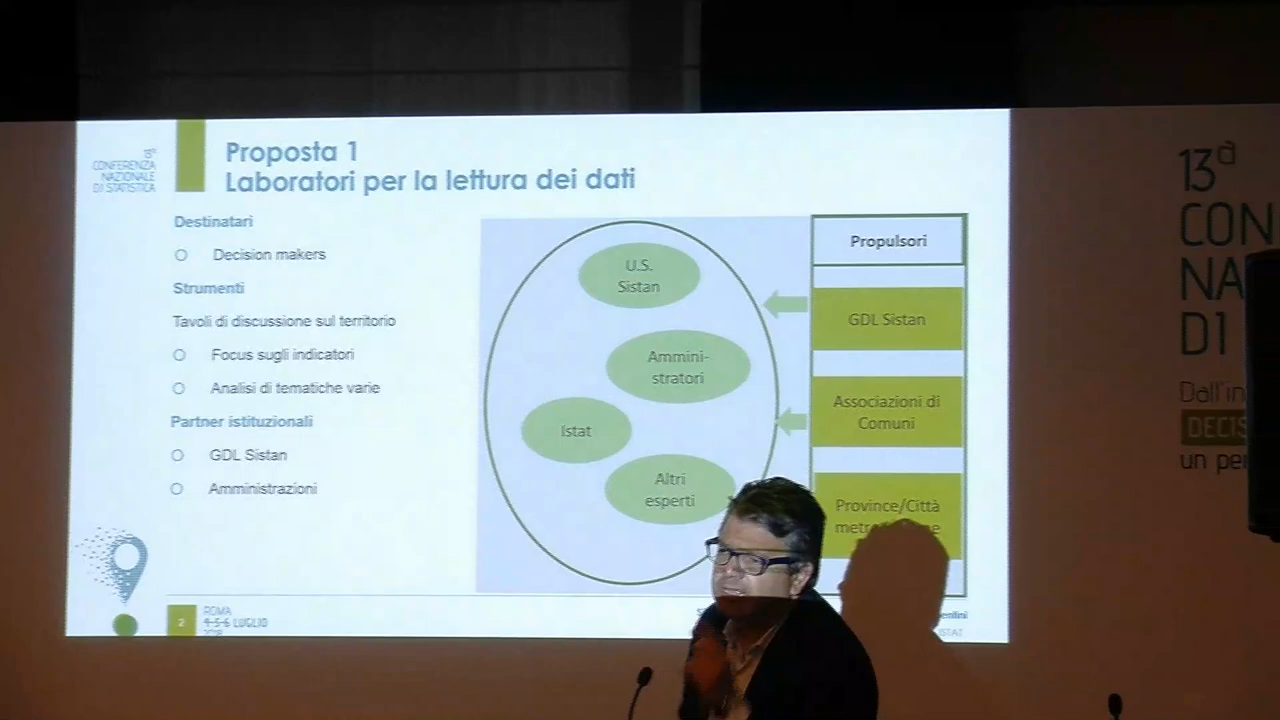 13ª
CONFERENZA
NAZIONALE
DI STATISTICA
Proposta 1
Laboratori per la lettura dei dati
Destinatari
Decision makers
Strumenti
Tavoli di discussione sul territorio
Focus sugli indicatori
Analisi di tematiche varie
Partner istituzionali
GDL Sistan
Amministrazioni
U.S.
Sistan
Ammini-
stratori
Istat
Altri
esperti
Propulsori
GDL Sistan
Associazioni di
Comuni
Province/Città
2
ROMA
4-5-6 LUGLIO
2018
ISTAT
13ª
CON
NA
DI
Dall'in
DECIS
un per